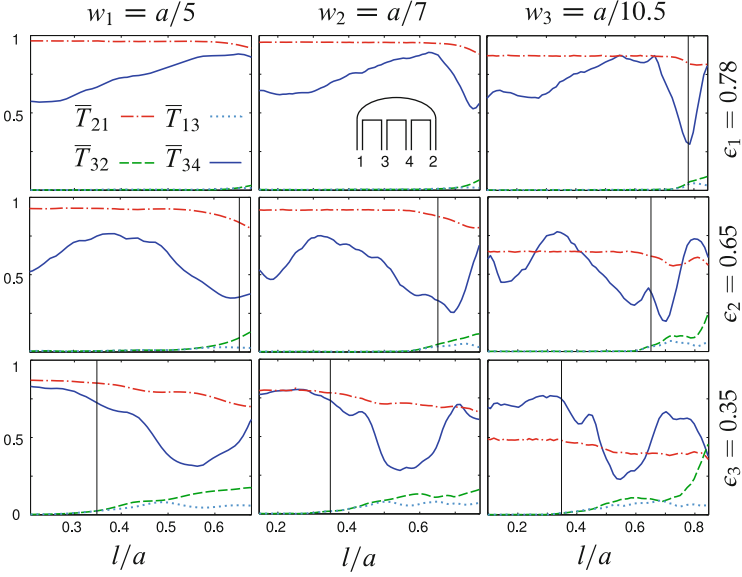 w₁ = a/5 w₂ = a/7 w₃ = a/10.5
1
0.5
T̅₂₁ T̅₁₃
T̅₃₂ T̅₃₄
1 3 4 2
ϵ₁ = 0.78
1
0.5
ϵ₂ = 0.65
1
0.5
0
ϵ₃ = 0.35
0.3 0.4 0.5 0.6 0.2 0.4 0.6 0.2 0.4 0.6 0.8
l/a l/a l/a